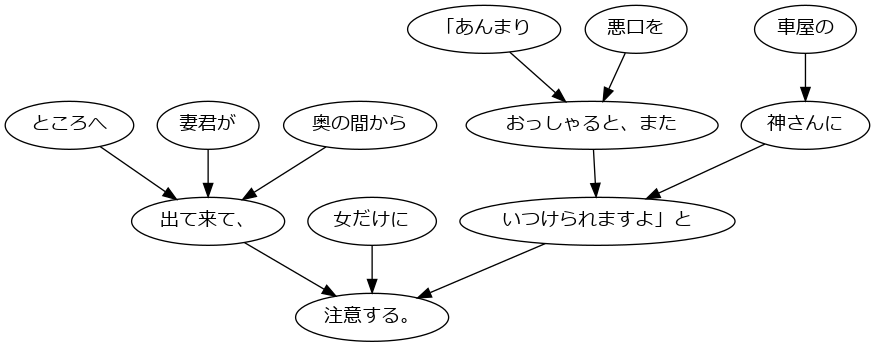 「あんまり
悪口を
車屋の
ところへ
妻君が
奥の間から
おっしゃると、また
神さんに
出て来て、
女だけに
いつけられますよ」と
注意する。